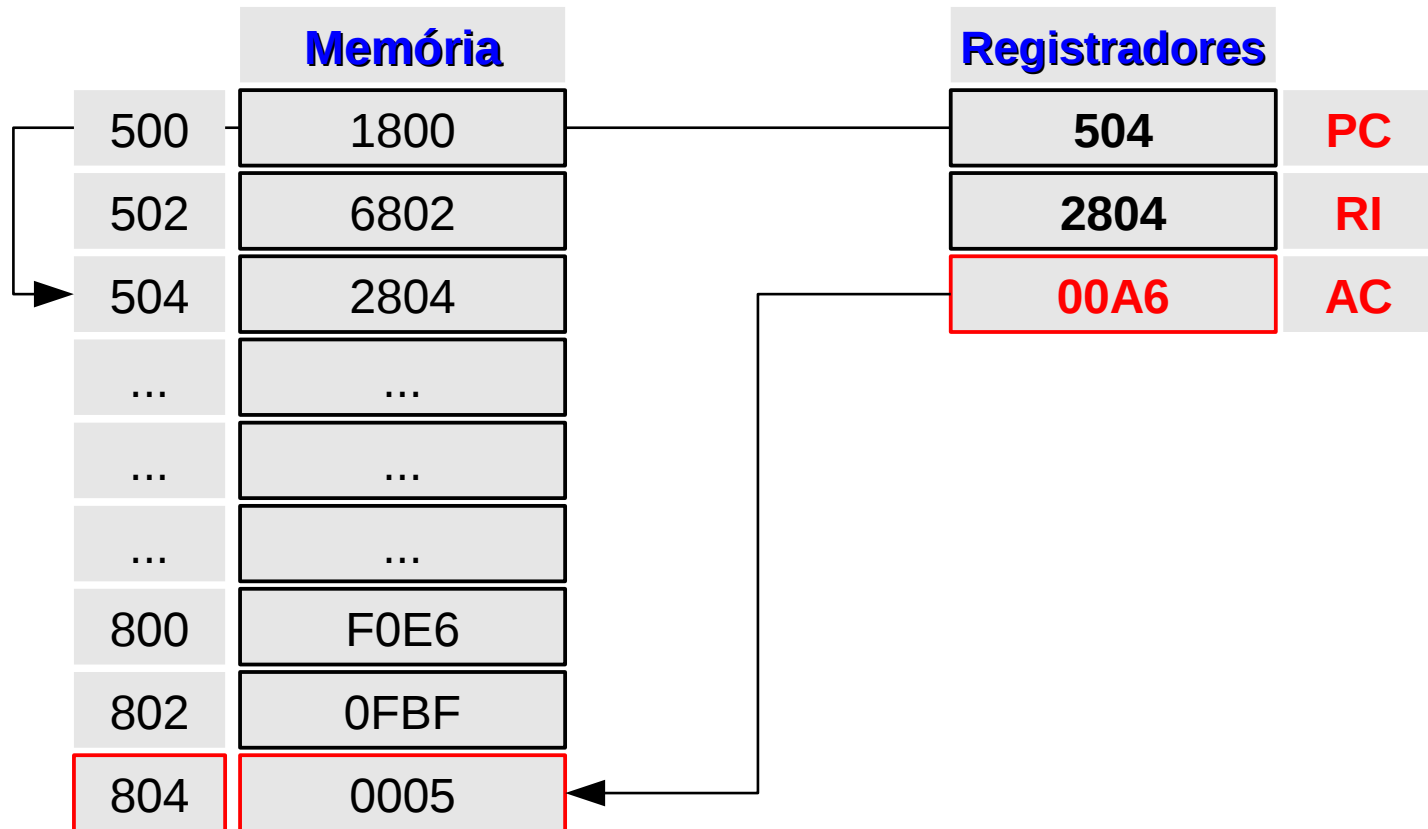 Memória Registradores
500 1800 504 PC
502 6802 2804 RI
504 2804 00A6 AC
... ...
... ...
... ...
800 F0E6
802 0FBF
804 0005